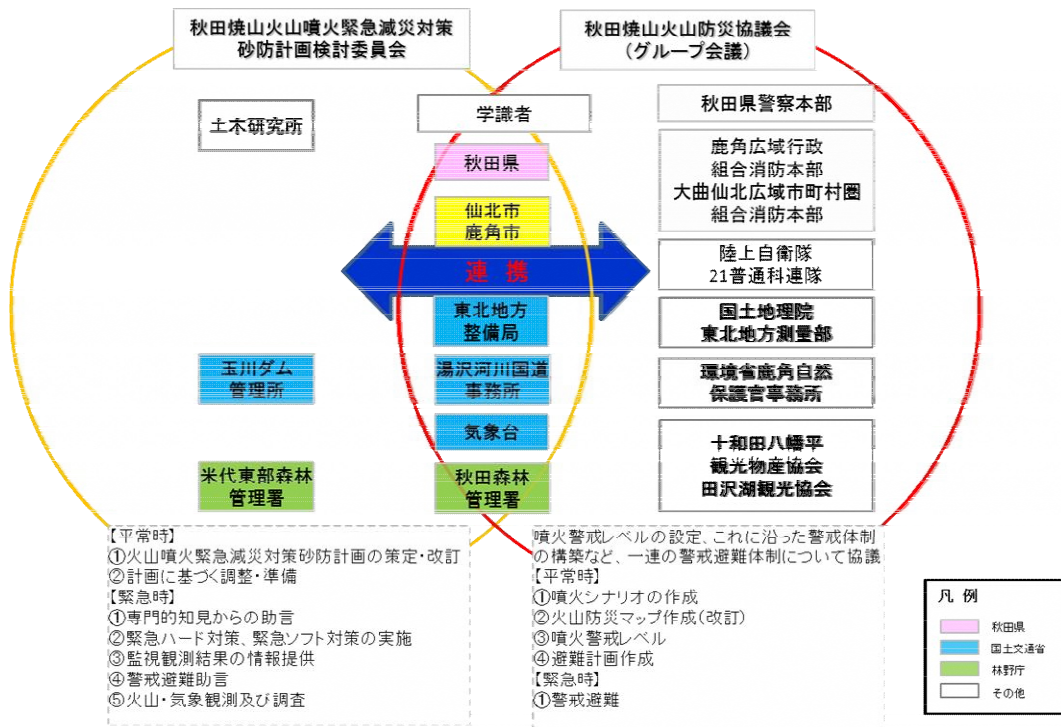 秋田焼山火山噴火緊急減災対策
砂防計画検討委員会
秋田焼山火山防災協議会
（グループ会議）
土木研究所
玉川ダム
管理所
米代東部森林
管理署
学識者
秋田県
仙北市
鹿角市
連 携
東北地方
整備局
湯沢河川国道
事務所
気象台
秋田森林
管理署
秋田県警察本部
鹿角広域行政
組合消防本部
大曲仙北広域市町村圏
組合消防本部
陸上自衛隊
21普通科連隊
国土地理院
東北地方測量部
環境省鹿角自然
保護官事務所
十和田八幡平
観光物産協会
田沢湖観光協会
【平常時】
①火山噴火緊急減災対策砂防計画の策定・改訂
②計画に基づく調整・準備
【緊急時】
①専門的知見からの助言
②緊急ハード対策、緊急ソフト対策の実施
③監視観測結果の情報提供
④警戒避難助言
⑤火山・気象観測及び調査
噴火警戒レベルの設定、これに沿った警戒体制
の構築など、一連の警戒避難体制について協議
【平常時】
①噴火シナリオの作成
②火山防災マップ作成（改訂）
③噴火警戒レベル
④避難計画作成
【緊急時】
①警戒避難
凡 例
秋田県
国土交通省
林野庁
その他